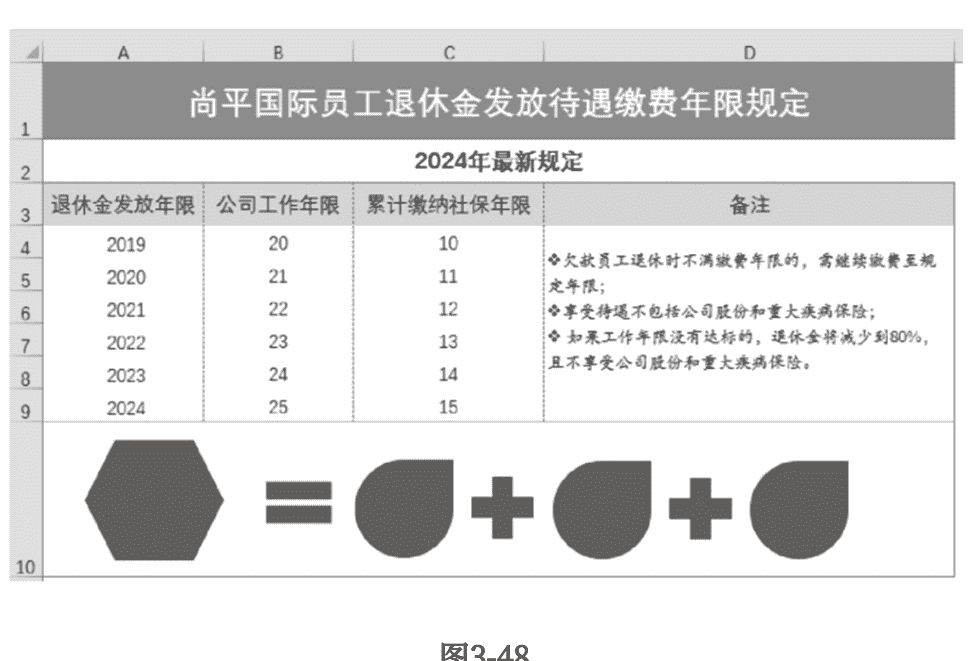 A B C D
1 尚平国际员工退休金发放待遇缴费年限规定
2 2024年最新规定
3 退休金发放年限 公司工作年限 累计缴纳社保年限 备注
4 2019 20 10
5 2020 21 11
6 2021 22 12
7 2022 23 13
8 2023 24 14
9 2024 25 15
❖欠款员工退休时不满缴费年限的，需继续缴费至规
定年限；
❖享受待遇不包括公司股份和重大疾病保险；
❖ 如果工作年限没有达标的，退休金将减少到80%，
且不享受公司股份和重大疾病保险。
10
图3-48